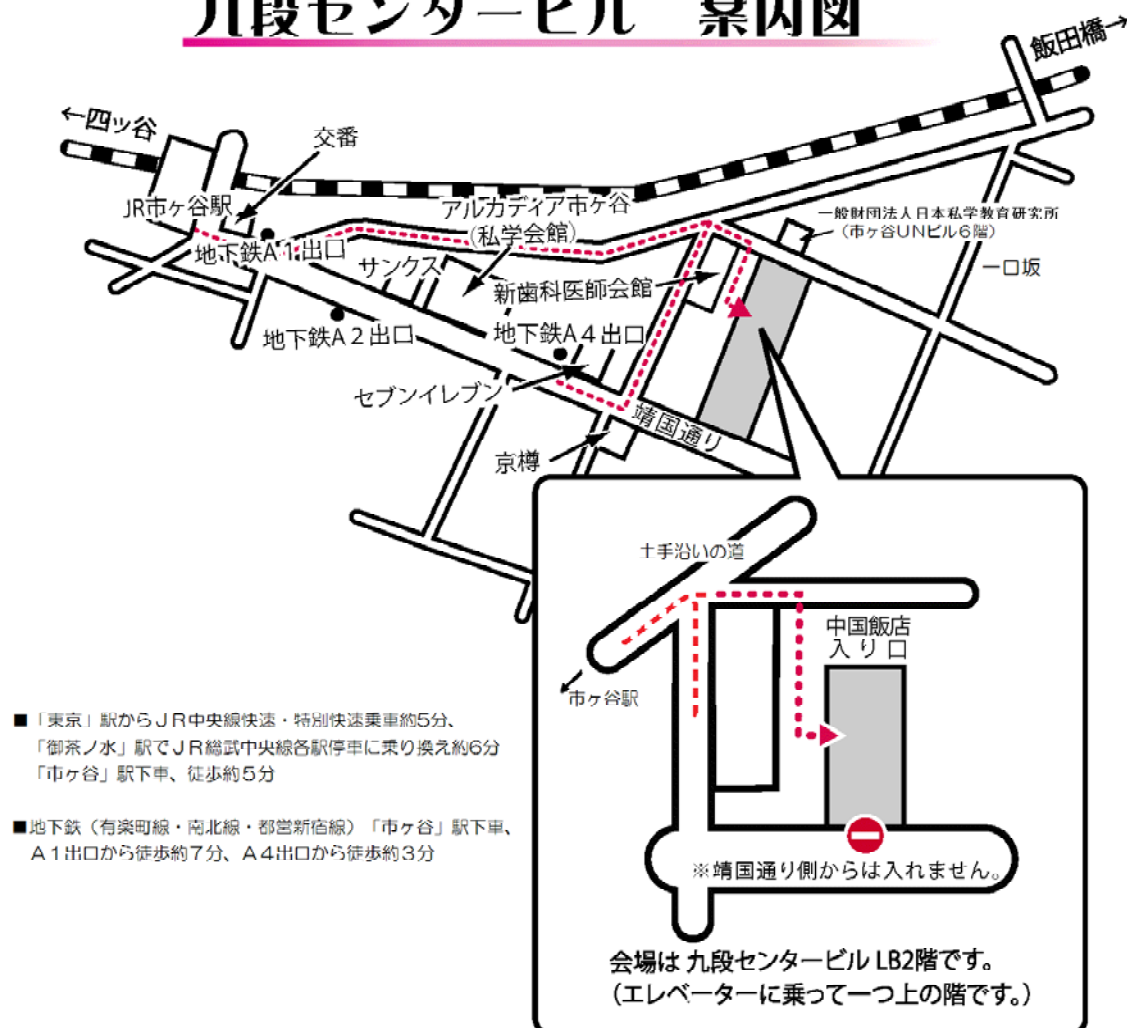 九段センタービル 案内図
飯田橋→
←四ッ谷
交番
JR市ヶ谷駅
アルカディア市ヶ谷
(私学会館)
一般財団法人日本私学教育研究所
(市ヶ谷UNビル6階)
地下鉄A1出口
サンクス
一口坂
新歯科医師会館
地下鉄A2出口
地下鉄A4出口
セブンイレブン
靖国通り
京樽
土手沿いの道
中国飯店
入り口
市ヶ谷駅
■「東京」駅からJR中央線快速・特別快速乗車約5分、
「御茶ノ水」駅でJR総武中央線各駅停車に乗り換え約6分
「市ヶ谷」駅下車、徒歩約5分
■地下鉄（有楽町線・南北線・都営新宿線）「市ヶ谷」駅下車、
A1出口から徒歩約7分、A4出口から徒歩約3分
※靖国通り側からは入れません。
会場は 九段センタービル LB2階です。
（エレベーターに乗って一つ上の階です。）